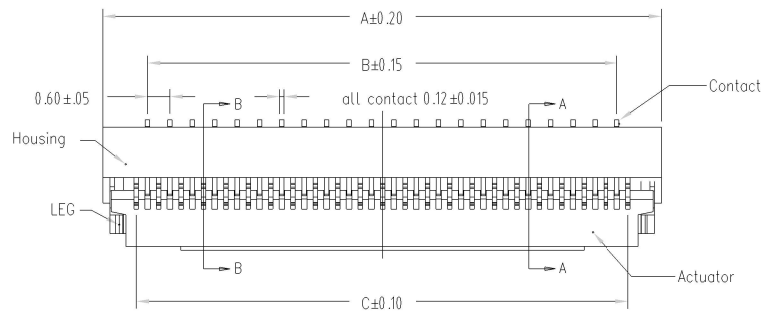 A±0.20
B±0.15
0.60±.05
B
all contact 0.12±0.015
A
Contact
Housing
LEG
B
A
Actuator
C±0.10